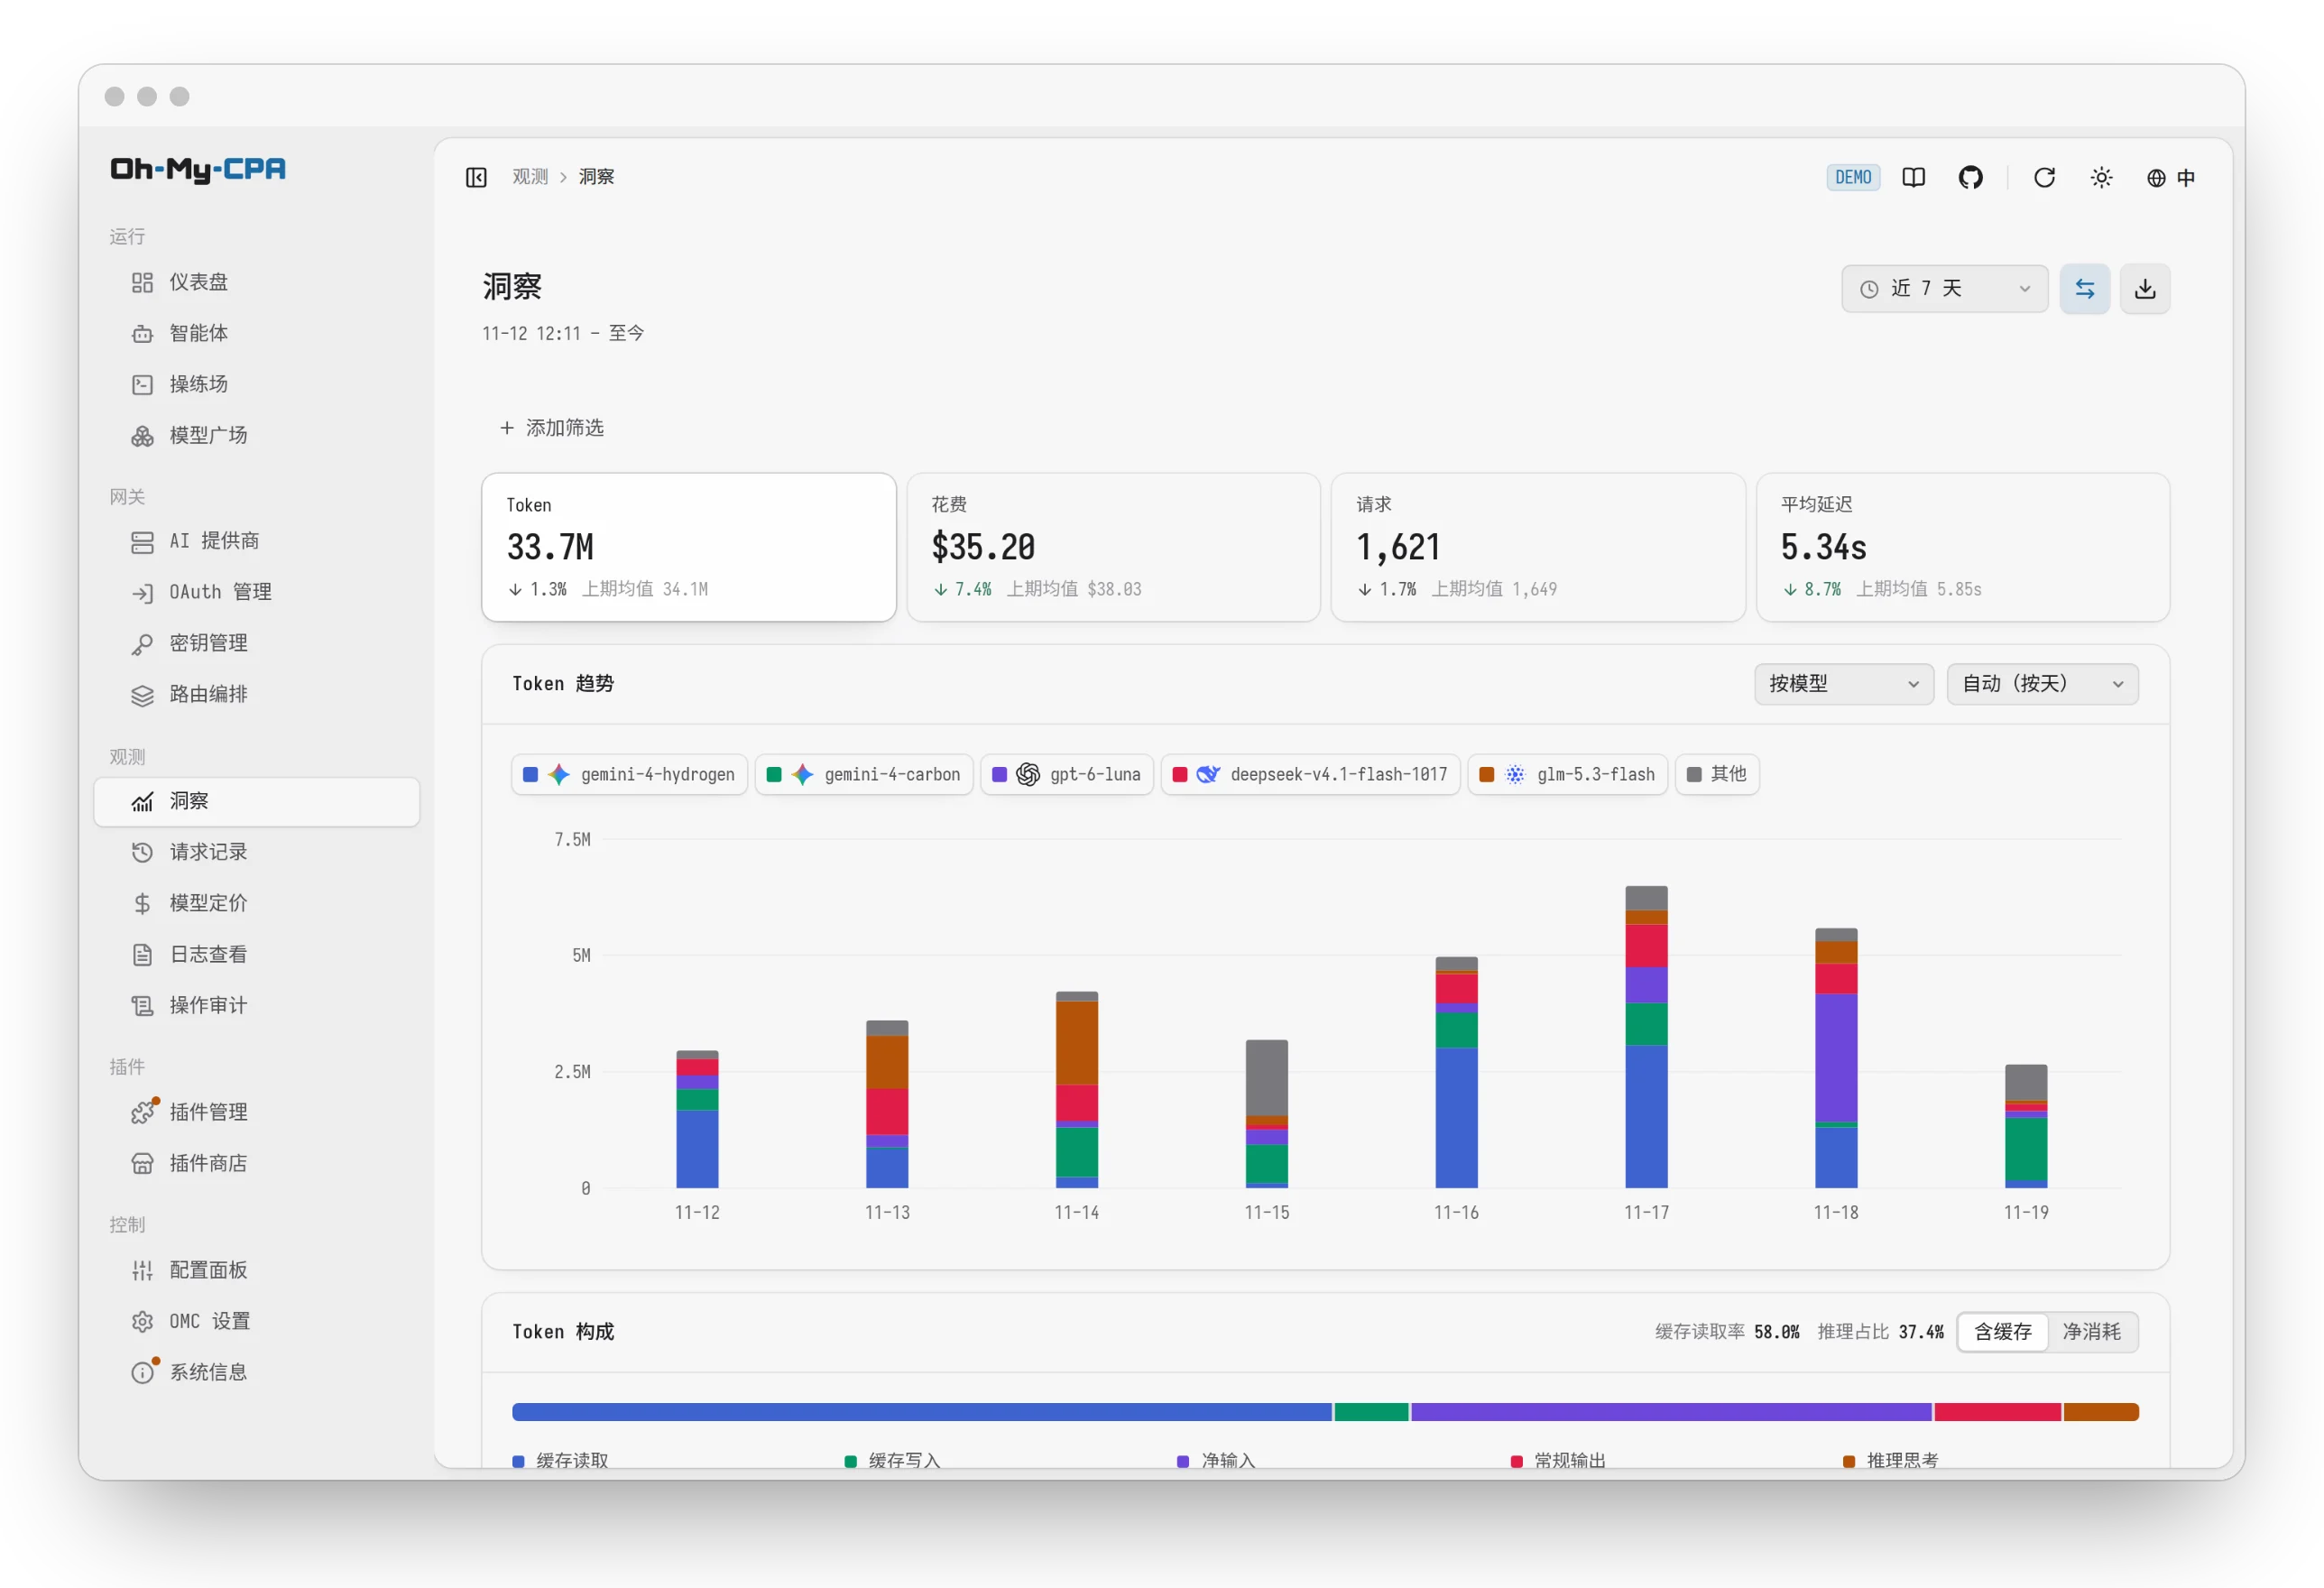 Oh-My-CPA
运行
仪表盘
智能体
操练场
模型广场
网关
AI 提供商
OAuth 管理
密钥管理
路由编排
观测
洞察
请求记录
模型定价
日志查看
操作审计
插件
插件管理
插件商店
控制
配置面板
OMC 设置
系统信息
观测 > 洞察
DEMO
中
洞察
11-12 12:11 – 至今
近 7 天
+ 添加筛选
Token
33.7M
↓ 1.3% 上期均值 34.1M
花费
$35.20
↓ 7.4% 上期均值 $38.03
请求
1,621
↓ 1.7% 上期均值 1,649
平均延迟
5.34s
↓ 8.7% 上期均值 5.85s
Token 趋势
按模型
自动（按天）
gemini-4-hydrogen
gemini-4-carbon
gpt-6-luna
deepseek-v4.1-flash-1017
glm-5.3-flash
其他
7.5M
5M
2.5M
0
11-12
11-13
11-14
11-15
11-16
11-17
11-18
11-19
Token 构成
缓存读取率 58.0% 推理占比 37.4%
含缓存
净消耗
缓存读取
缓存写入
净输入
常规输出
推理思考